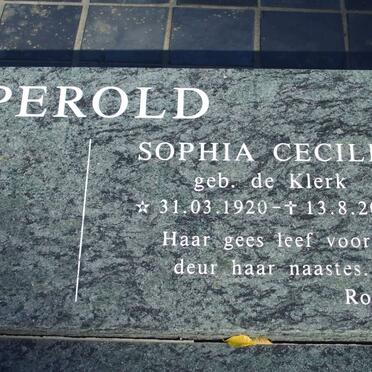 PEROLD
SOPHIA CECILI
geb. de Klerk
☆ 31.03.1920-✝ 13.8.20
Haar gees leef voor
deur haar naastes.
Ro